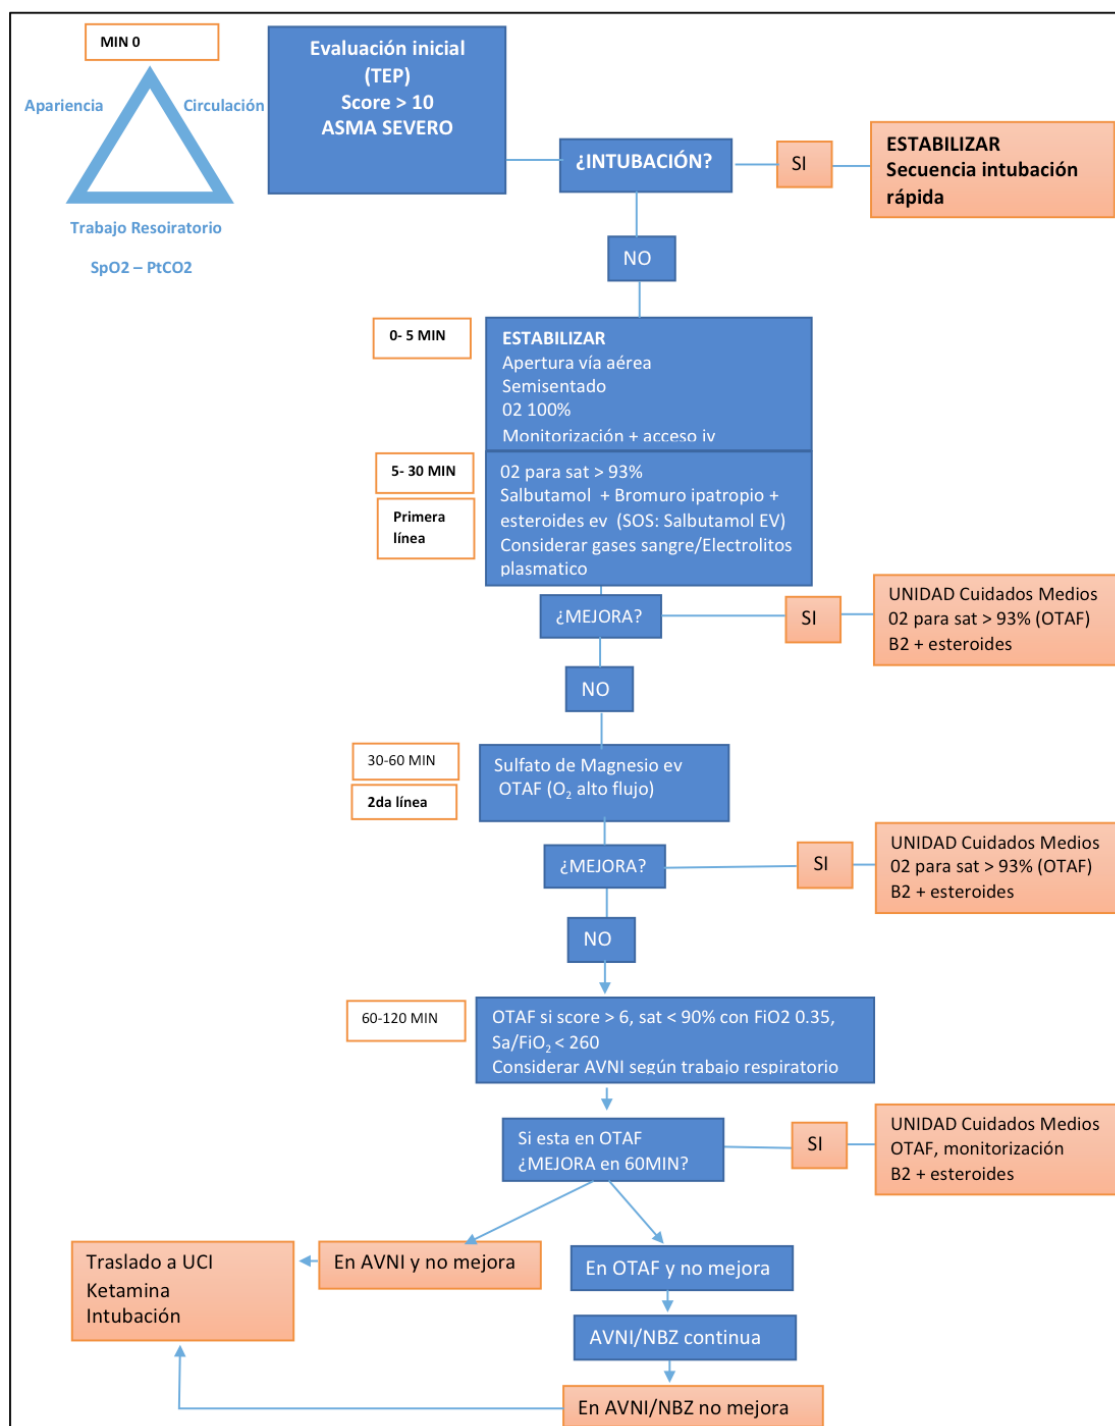 MIN 0
Apariencia
Circulación
Trabajo Resoiratorio
SpO2 – PtCO2
Evaluación inicial
(TEP)
Score > 10
ASMA SEVERO
¿INTUBACIÓN?
SI
ESTABILIZAR
Secuencia intubación
rápida
NO
0- 5 MIN
ESTABILIZAR
Apertura vía aérea
Semisentado
02 100%
Monitorización + acceso iv
5- 30 MIN
Primera
línea
02 para sat > 93%
Salbutamol + Bromuro ipatropio +
esteroides ev (SOS: Salbutamol EV)
Considerar gases sangre/Electrolitos
plasmatico
¿MEJORA?
SI
UNIDAD Cuidados Medios
02 para sat > 93% (OTAF)
B2 + esteroides
NO
30-60 MIN
2da línea
Sulfato de Magnesio ev
OTAF (O₂ alto flujo)
¿MEJORA?
SI
UNIDAD Cuidados Medios
02 para sat > 93% (OTAF)
B2 + esteroides
NO
60-120 MIN
OTAF si score > 6, sat < 90% con FiO2 0.35,
Sa/FiO₂ < 260
Considerar AVNI según trabajo respiratorio
Si esta en OTAF
¿MEJORA en 60MIN?
SI
UNIDAD Cuidados Medios
OTAF, monitorización
B2 + esteroides
Traslado a UCI
Ketamina
Intubación
En AVNI y no mejora
En OTAF y no mejora
AVNI/NBZ continua
En AVNI/NBZ no mejora